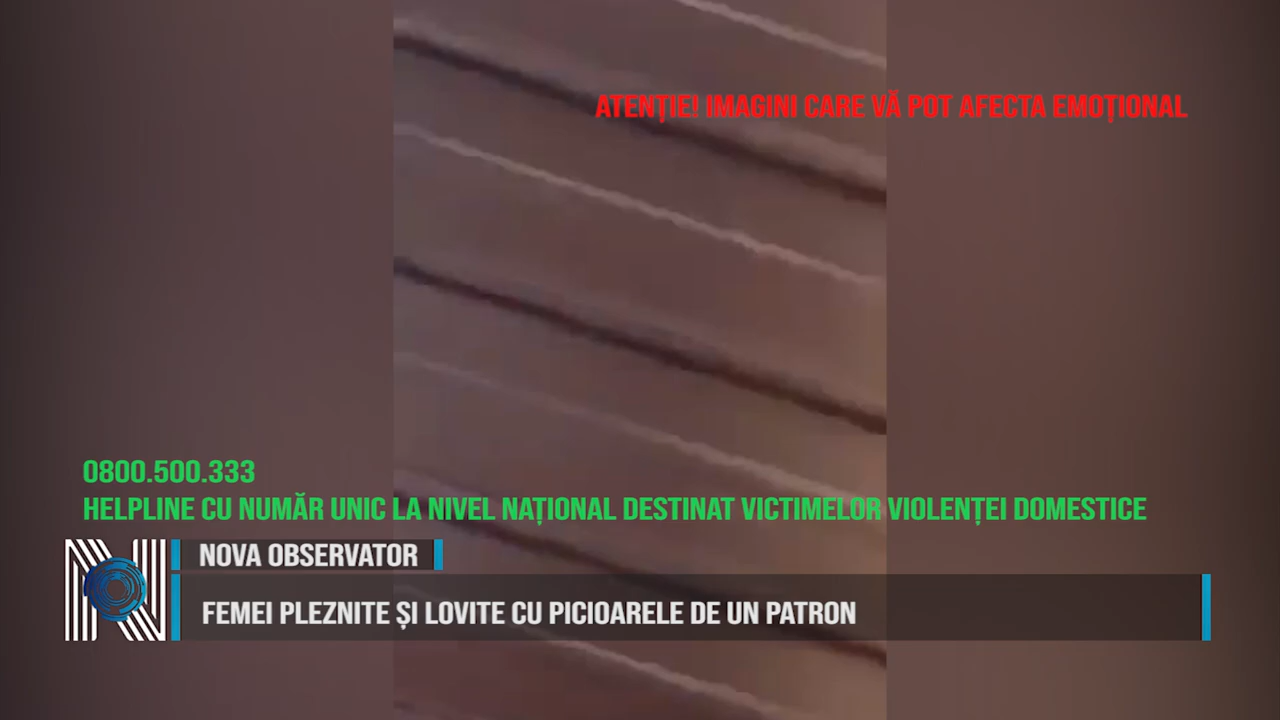 ATENȚIE! IMAGINI CARE VĂ POT AFECTA EMOȚIONAL
0800.500.333
HELPLINE CU NUMĂR UNIC LA NIVEL NAȚIONAL DESTINAT VICTIMELOR VIOLENȚEI DOMESTICE
NOVA OBSERVATOR
FEMEI PLEZNITE ȘI LOVITE CU PICIOARELE DE UN PATRON